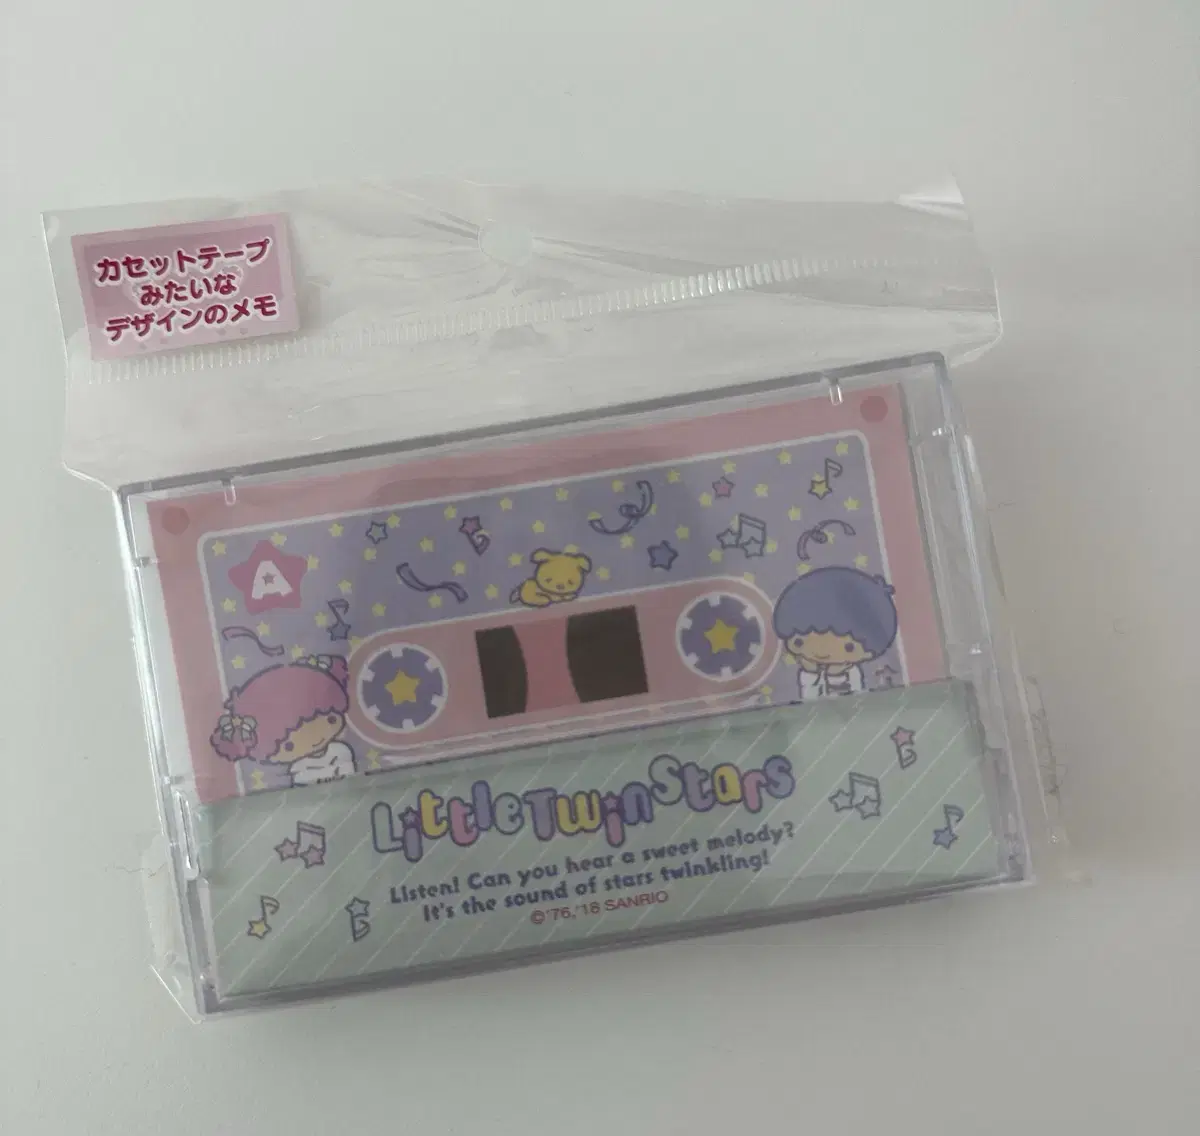 カセットテープ
みたいな
デザインのメモ
A
LittleTwinStars
Listen! Can you hear a sweet melody?
It's the sound of stars twinkling!
©'76,'18 SANRIO